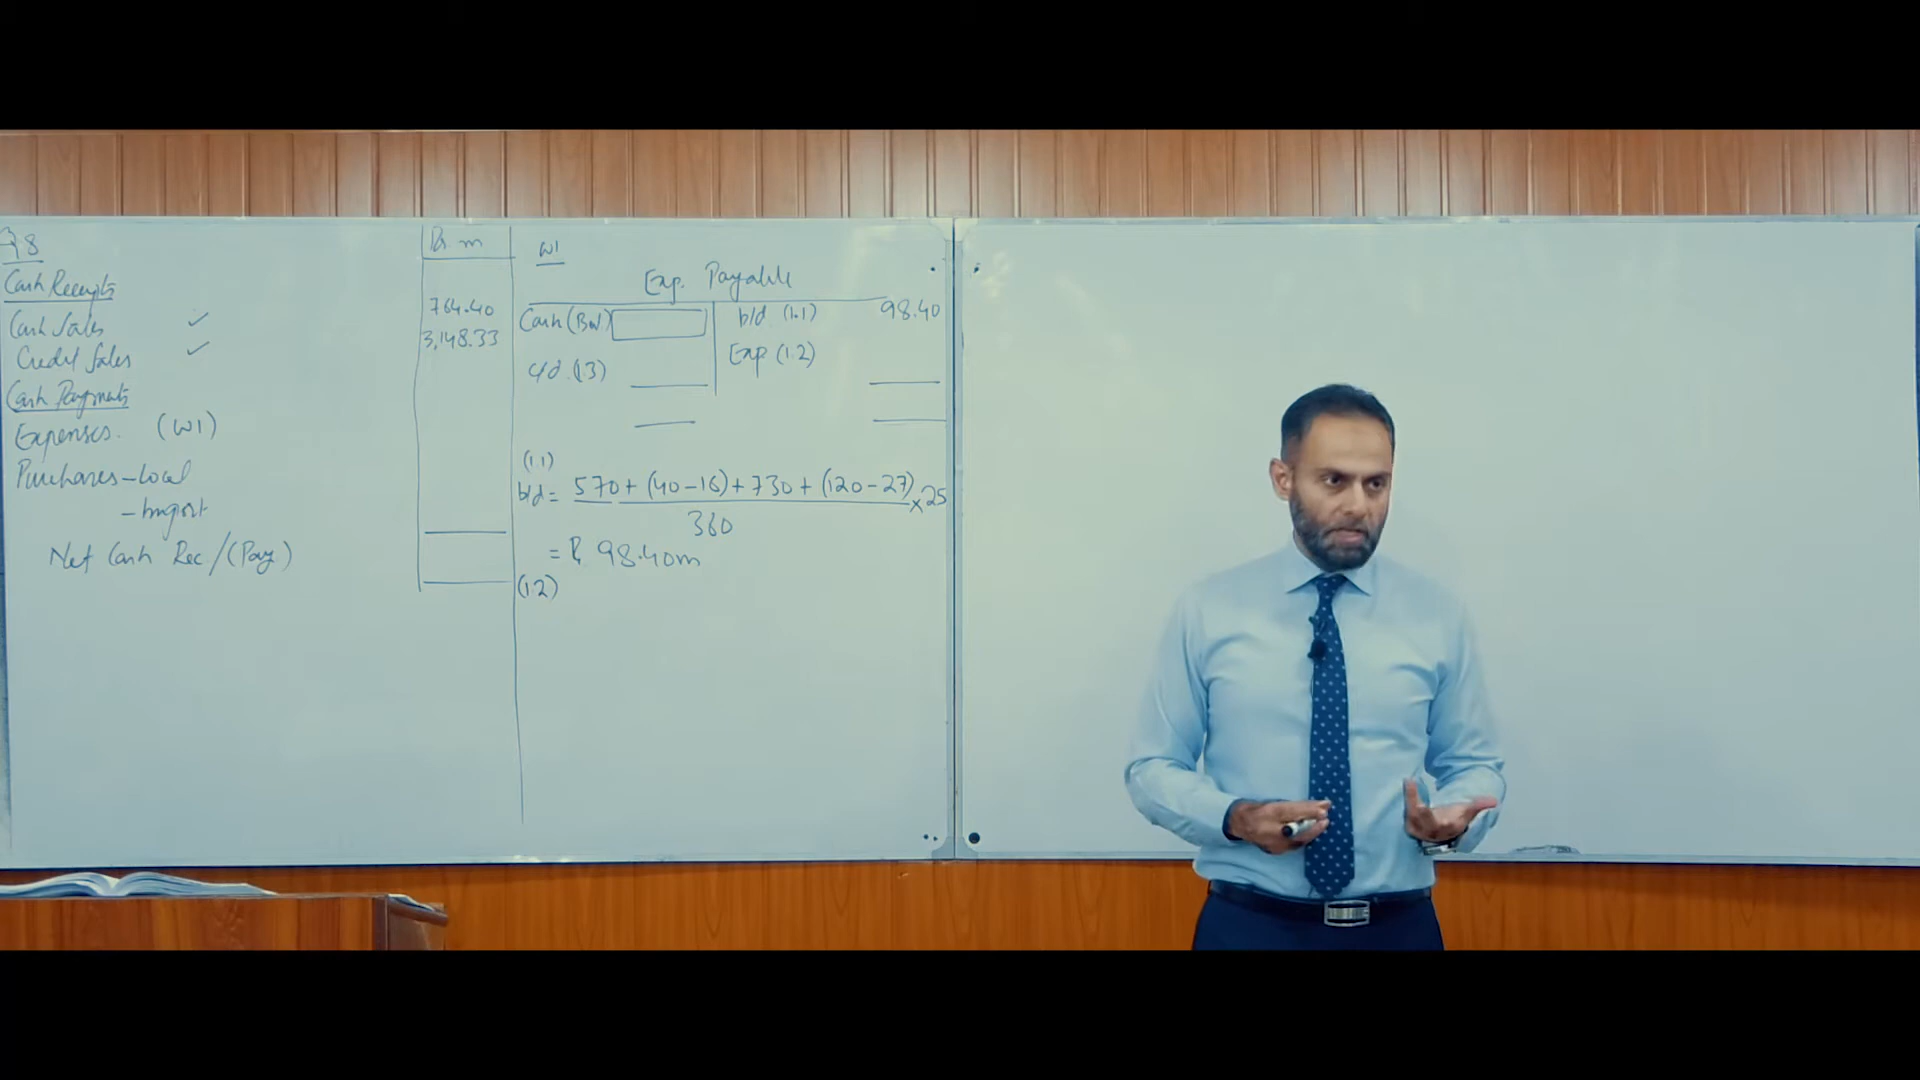 Q8
Rs m
Cash Receipts
Cash Sales ✓ 764.40
Credit Sales ✓ 3,148.33
Cash Payments
Expenses. (W1)
Purchases - Local
- Import
Net Cash Rec/(Pay)
W1
Exp. Payable
Cash (Bal) b/d (1.1) 98.40
c/d (1.3) Exp (1.2)
(1.1)
b/d = 570 + (40-16) + 730 + (120-27) × 25
360
= Rs 98.40m
(1.2)